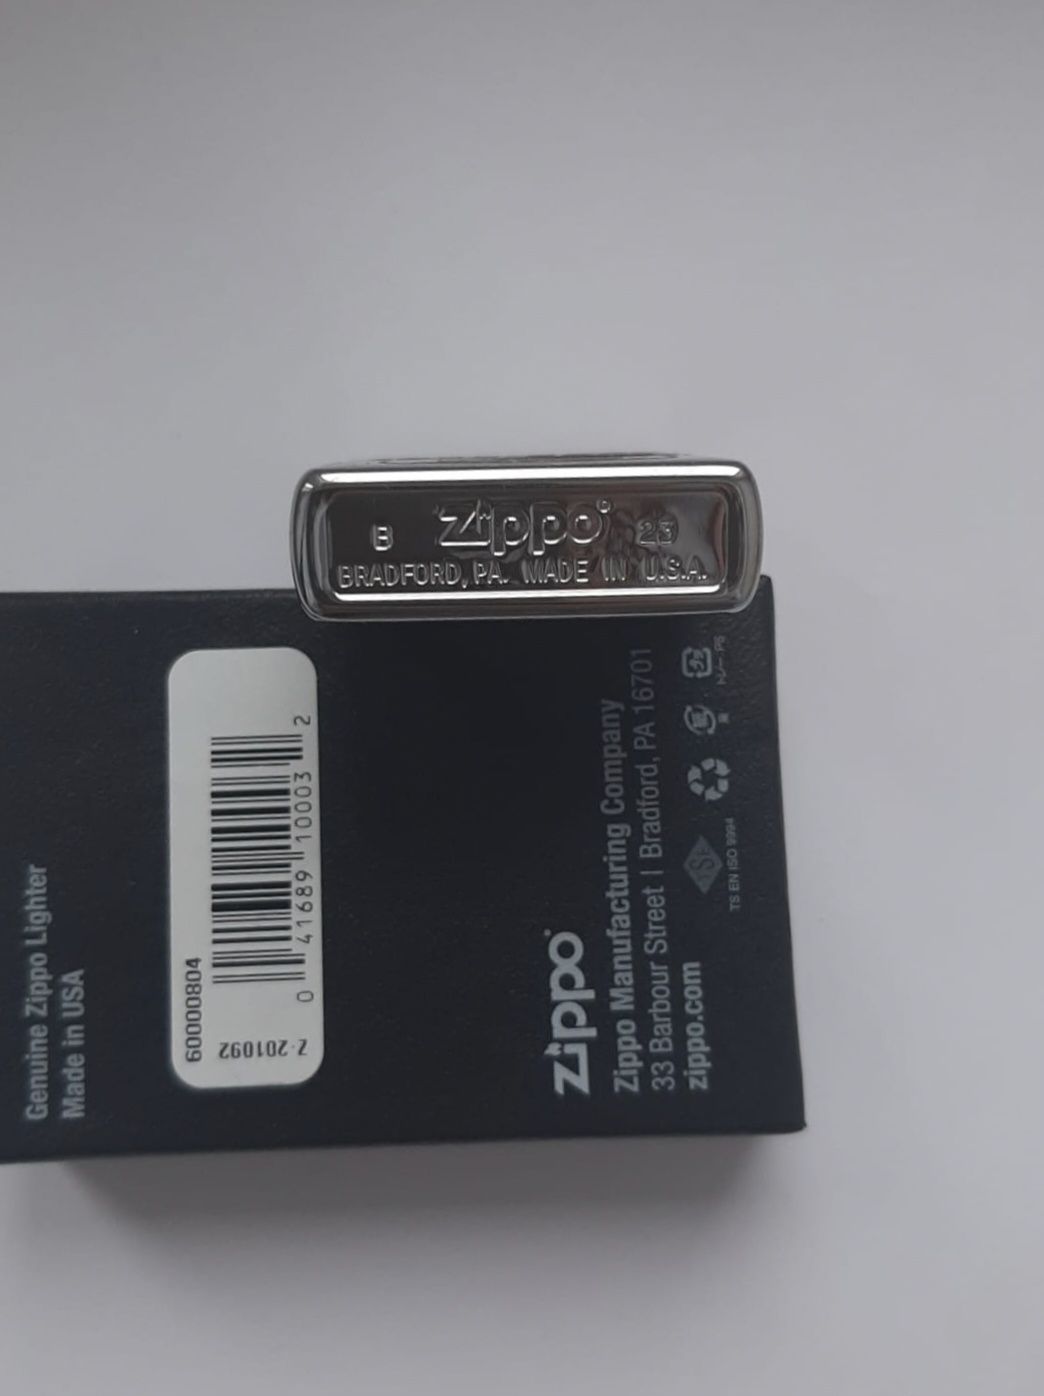 B Zippo® 23
BRADFORD, PA. MADE IN U.S.A.
Genuine Zippo Lighter
Made in USA
60000804
0 41689 10003 2
Z-201092
Zippo
Zippo Manufacturing Company
33 Barbour Street | Bradford, PA 16701
zippo.com
TSE
TS EN ISO 9994